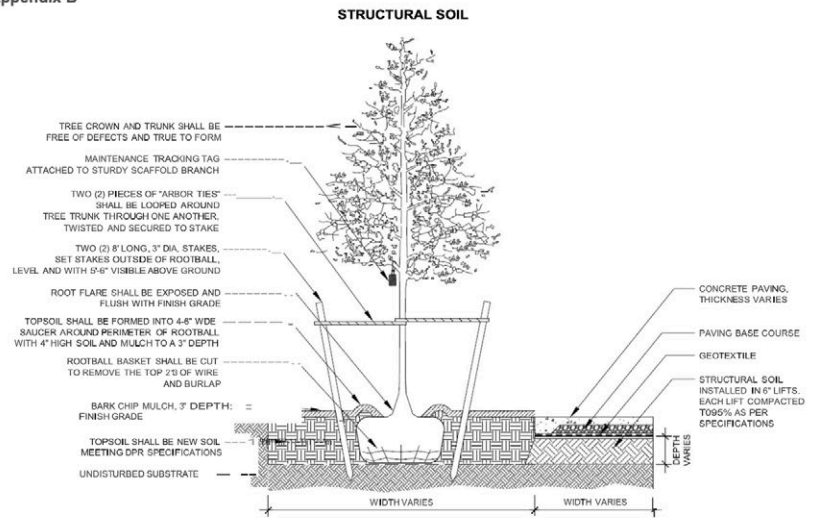 Appendix B
STRUCTURAL SOIL
TREE CROWN AND TRUNK SHALL BE
FREE OF DEFECTS AND TRUE TO FORM
MAINTENANCE TRACKING TAG
ATTACHED TO STURDY SCAFFOLD BRANCH
TWO (2) PIECES OF "ARBOR TIES"
SHALL BE LOOPED AROUND
TREE TRUNK THROUGH ONE ANOTHER,
TWISTED AND SECURED TO STAKE
TWO (2) 8' LONG, 3" DIA, STAKES,
SET STAKES OUTSIDE OF ROOTBALL,
LEVEL AND WITH 5'-6" VISIBLE ABOVE GROUND
ROOT FLARE SHALL BE EXPOSED AND
FLUSH WITH FINISH GRADE
TOPSOIL SHALL BE FORMED INTO 4-6" WDE
SAUCER AROUND PERIMETER OF ROOTBALL
WITH 4" HIGH SOIL AND MULCH TO A 3" DEPTH
ROOTBALL BASKET SHALL BE CUT
TO REMOVE THE TOP 2'3 OF WIRE
AND BURLAP
BARK CHIP MULCH, 3" DEPTH:
FINISH GRADE
TOPSOIL SHALL BE NEW SOIL
MEETING DPR SPECIFICATIONS
UNDISTURBED SUBSTRATE
CONCRETE PAVING,
THICKNESS VARIES
PAVING BASE COURSE
GEOTEXTILE
STRUCTURAL SOIL
INSTALLED IN 6" LIFTS.
EACH LIFT COMPACTED
TO95% AS PER
SPECIFICATIONS
DEPTH
VARIES
WIDTH VARIES
WIDTH VARIES